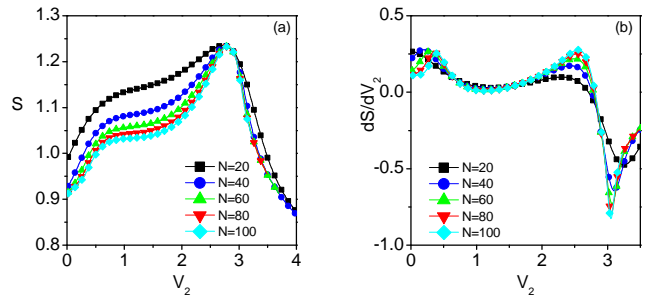 (a)
1.3
1.2
1.1
1.0
0.9
0.8
S
N=20
N=40
N=60
N=80
N=100
0 1 2 3 4
V2
(b)
0.5
0.0
-0.5
-1.0
dS/dV2
N=20
N=40
N=60
N=80
N=100
0 1 2 3
V2